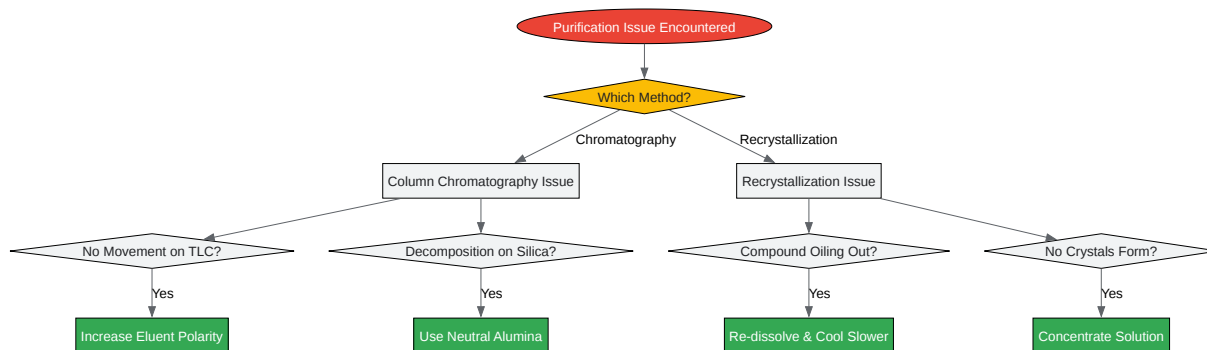 Purification Issue Encountered
Which Method?
Chromatography
Recrystallization
Column Chromatography Issue
Recrystallization Issue
No Movement on TLC?
Decomposition on Silica?
Compound Oiling Out?
No Crystals Form?
Yes
Yes
Yes
Yes
Increase Eluent Polarity
Use Neutral Alumina
Re-dissolve & Cool Slower
Concentrate Solution